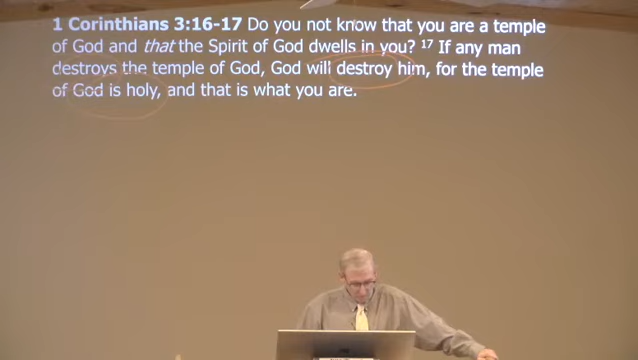 1 Corinthians 3:16-17 Do you not know that you are a temple
of God and that the Spirit of God dwells in you? 17 If any man
destroys the temple of God, God will destroy him, for the temple
of God is holy, and that is what you are.